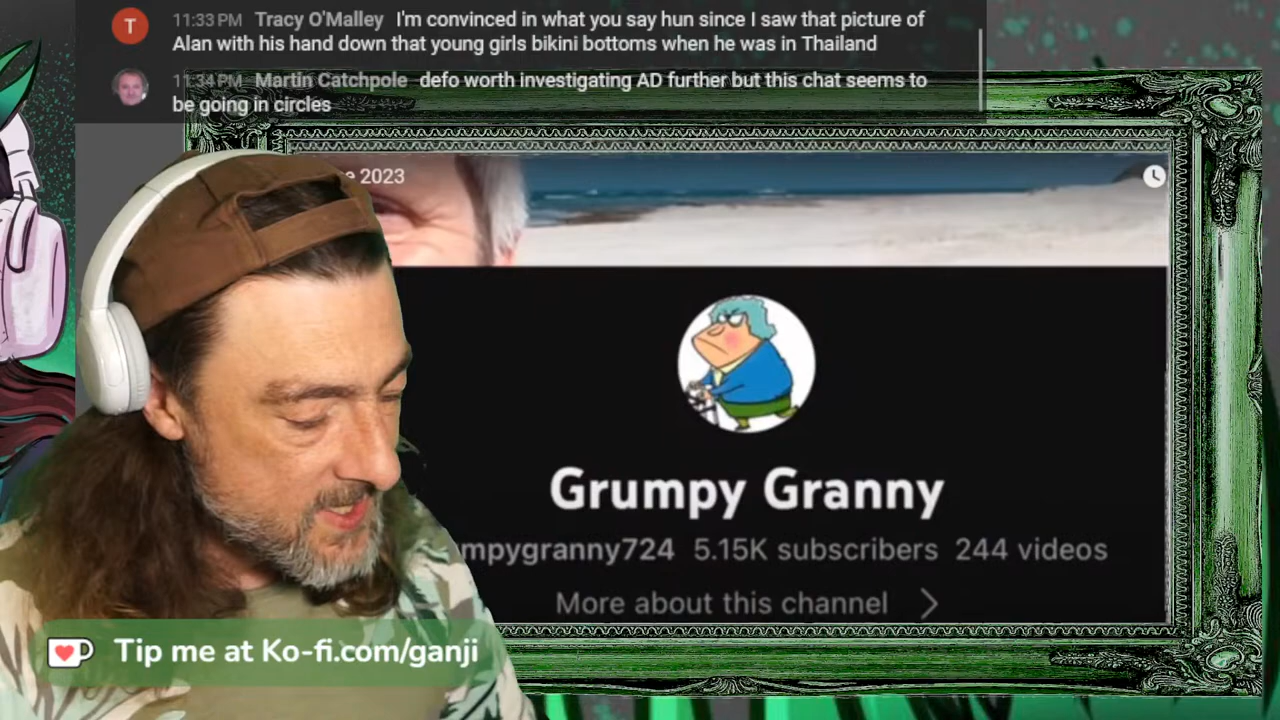 11:33 PM Tracy O'Malley I'm convinced in what you say hun since I saw that picture of
Alan with his hand down that young girls bikini bottoms when he was in Thailand
11:34 PM Martin Catchpole defo worth investigating AD further but this chat seems to
be going in circles
2023
Grumpy Granny
mpygranny724 5.15K subscribers 244 videos
More about this channel >
Tip me at Ko-fi.com/ganji
T